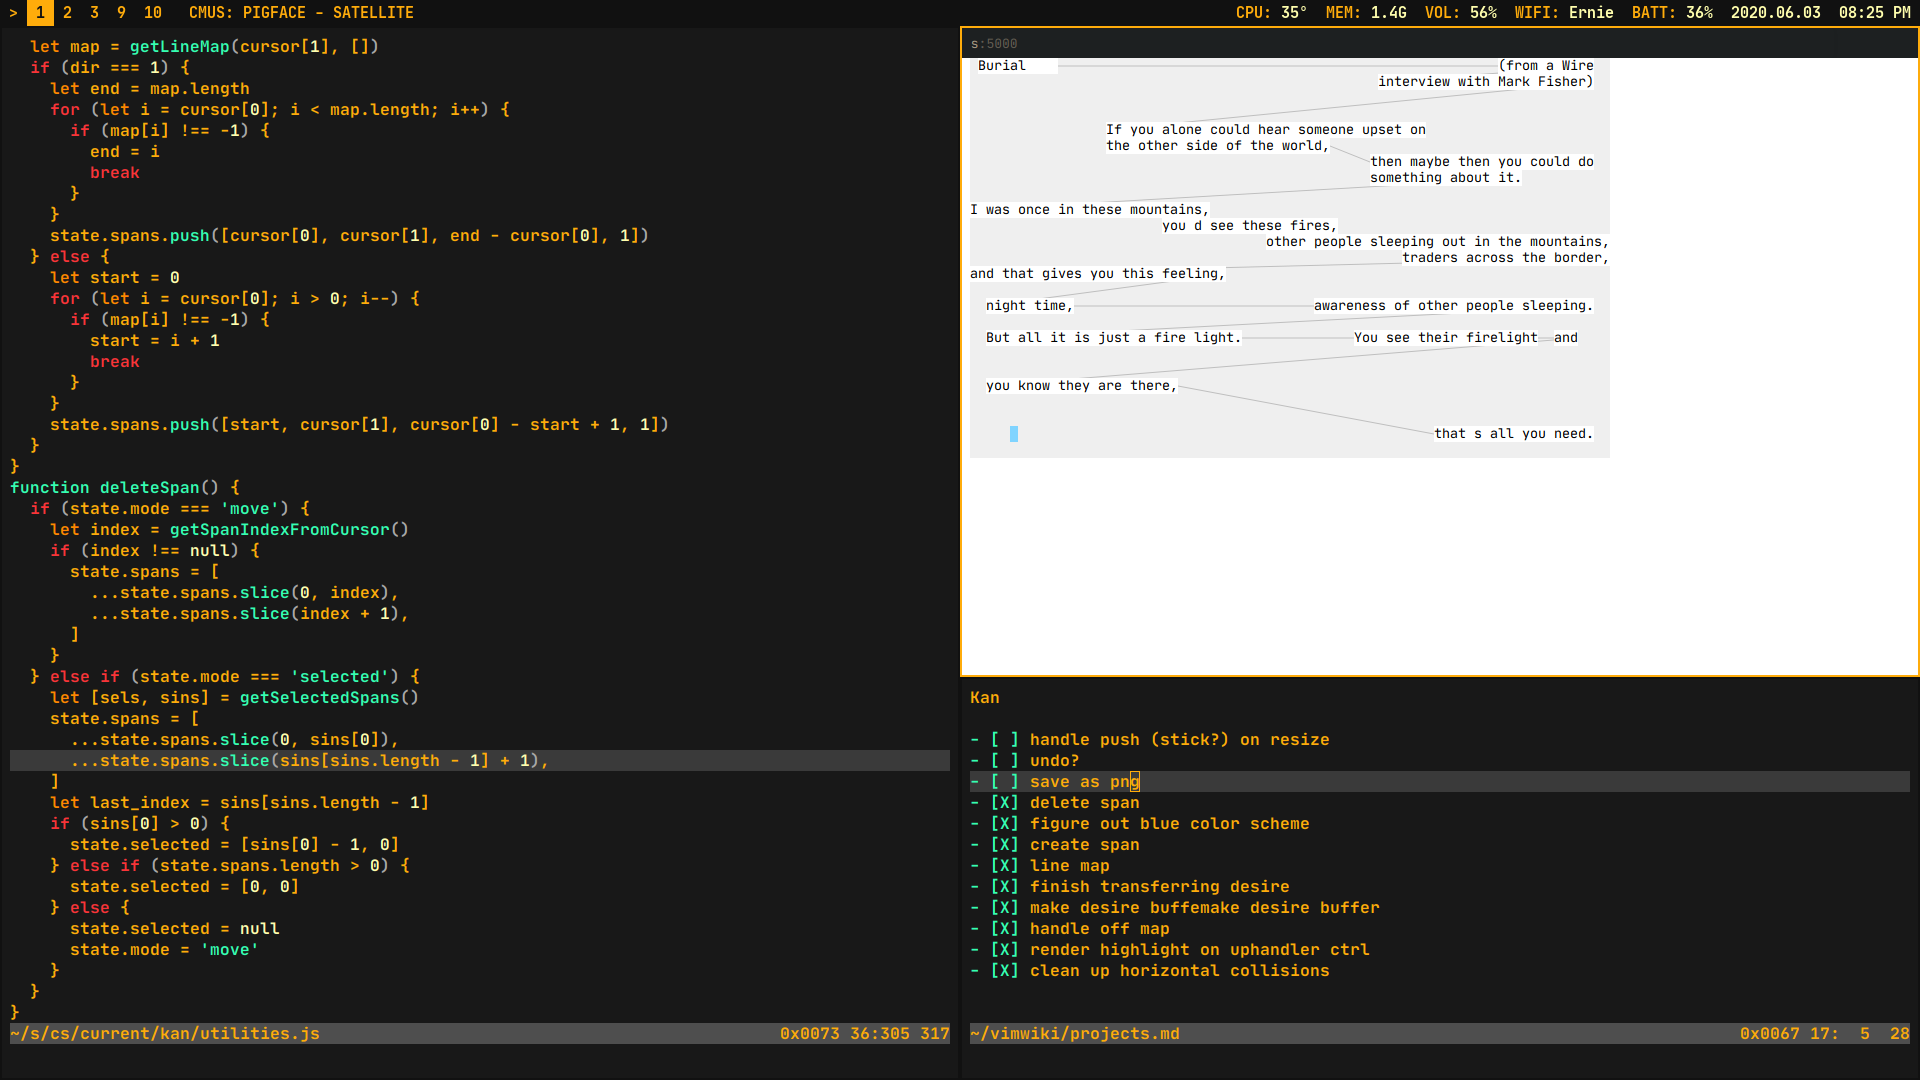 > 1 2 3 9 10 CMUS: PIGFACE - SATELLITE CPU: 35° MEM: 1.4G VOL: 56% WIFI: Ernie BATT: 36% 2020.06.03 08:25 PM
let map = getLineMap(cursor[1], [])
if (dir === 1) {
let end = map.length
for (let i = cursor[0]; i < map.length; i++) {
if (map[i] !== -1) {
end = i
break
}
}
state.spans.push([cursor[0], cursor[1], end - cursor[0], 1])
} else {
let start = 0
for (let i = cursor[0]; i > 0; i--) {
if (map[i] !== -1) {
start = i + 1
break
}
}
state.spans.push([start, cursor[1], cursor[0] - start + 1, 1])
}
}
function deleteSpan() {
if (state.mode === 'move') {
let index = getSpanIndexFromCursor()
if (index !== null) {
state.spans = [
...state.spans.slice(0, index),
...state.spans.slice(index + 1),
]
}
} else if (state.mode === 'selected') {
let [sels, sins] = getSelectedSpans()
state.spans = [
...state.spans.slice(0, sins[0]),
...state.spans.slice(sins[sins.length - 1] + 1),
]
let last_index = sins[sins.length - 1]
if (sins[0] > 0) {
state.selected = [sins[0] - 1, 0]
} else if (state.spans.length > 0) {
state.selected = [0, 0]
} else {
state.selected = null
state.mode = 'move'
}
}
}
~/s/cs/current/kan/utilities.js 0x0073 36:305 317
s:5000
Burial (from a Wire
interview with Mark Fisher)
If you alone could hear someone upset on
the other side of the world,
then maybe then you could do
something about it.
I was once in these mountains,
you d see these fires,
other people sleeping out in the mountains,
traders across the border,
and that gives you this feeling,
night time, awareness of other people sleeping.
But all it is just a fire light. You see their firelight and
you know they are there,
that s all you need.
Kan
- [ ] handle push (stick?) on resize
- [ ] undo?
- [ ] save as png
- [X] delete span
- [X] figure out blue color scheme
- [X] create span
- [X] line map
- [X] finish transferring desire
- [X] make desire buffemake desire buffer
- [X] handle off map
- [X] render highlight on uphandler ctrl
- [X] clean up horizontal collisions
~/vimwiki/projects.md 0x0067 17: 5 28